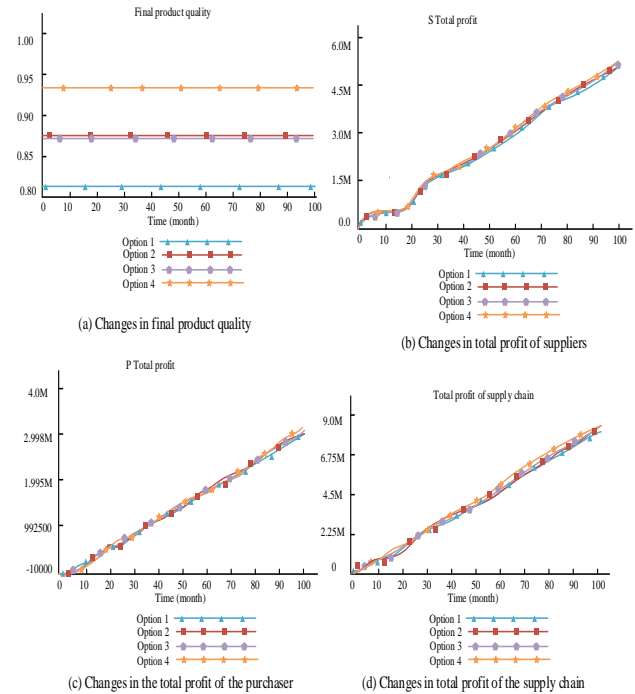 Final product quality
1.00
0.95
0.90
0.85
0.80
0 10 20 30 40 50 60 70 80 90 100
Time (month)
Option 1
Option 2
Option 3
Option 4
(a) Changes in final product quality
S Total profit
6.0M
4.5M
3.0M
1.5M
0.0
0 10 20 30 40 50 60 70 80 90 100
Time (month)
Option 1
Option 2
Option 3
Option 4
(b) Changes in total profit of suppliers
P Total profit
4.0M
2.998M
1.995M
992500
-10000
0 10 20 30 40 50 60 70 80 90 100
Time (month)
Option 1
Option 2
Option 3
Option 4
(c) Changes in the total profit of the purchaser
Total profit of supply chain
9.0M
6.75M
4.5M
2.25M
0
0 10 20 30 40 50 60 70 80 90 100
Time (month)
Option 1
Option 2
Option 3
Option 4
(d) Changes in total profit of the supply chain